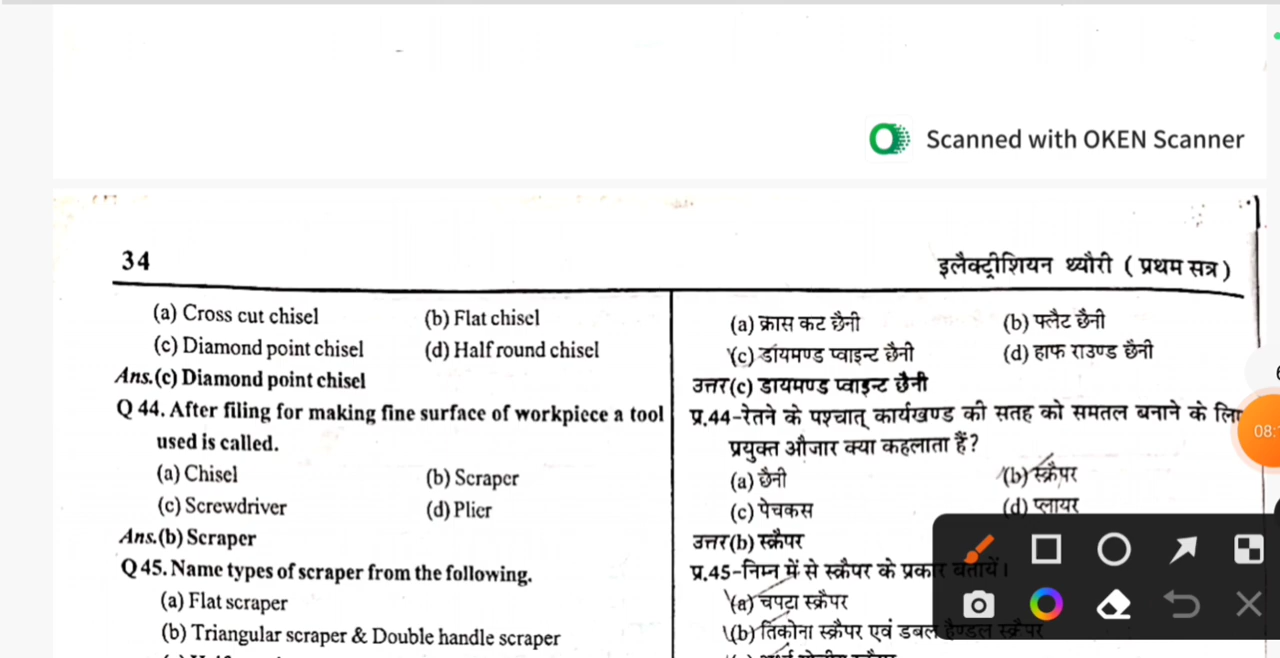 Scanned with OKEN Scanner
34
इलैक्ट्रीशियन थ्यौरी ( प्रथम सत्र )
(a) Cross cut chisel (b) Flat chisel
(c) Diamond point chisel (d) Half round chisel
Ans.(c) Diamond point chisel
Q 44. After filing for making fine surface of workpiece a tool
used is called.
(a) Chisel (b) Scraper
(c) Screwdriver (d) Plier
Ans.(b) Scraper
Q 45. Name types of scraper from the following.
(a) Flat scraper
(b) Triangular scraper & Double handle scraper
(a) क्रास कट छैनी (b) फ्लैट छैनी
(c) डायमण्ड प्वाइन्ट छैनी (d) हाफ राउण्ड छैनी
उत्तर(c) डायमण्ड प्वाइन्ट छैनी
प्र.44-रेतने के पश्चात् कार्यखण्ड की सतह को समतल बनाने के
प्रयुक्त औजार क्या कहलाता हैं?
(a) छैनी (b) स्क्रैपर
(c) पेचकस (d) प्लायर
उत्तर(b) स्क्रैपर
प्र.45-निम्न में से स्क्रैपर के प्रकार बतायें।
(a) चपटा स्क्रैपर
(b) तिकोना स्क्रैपर एवं डबल हैण्डल स्क्रैपर